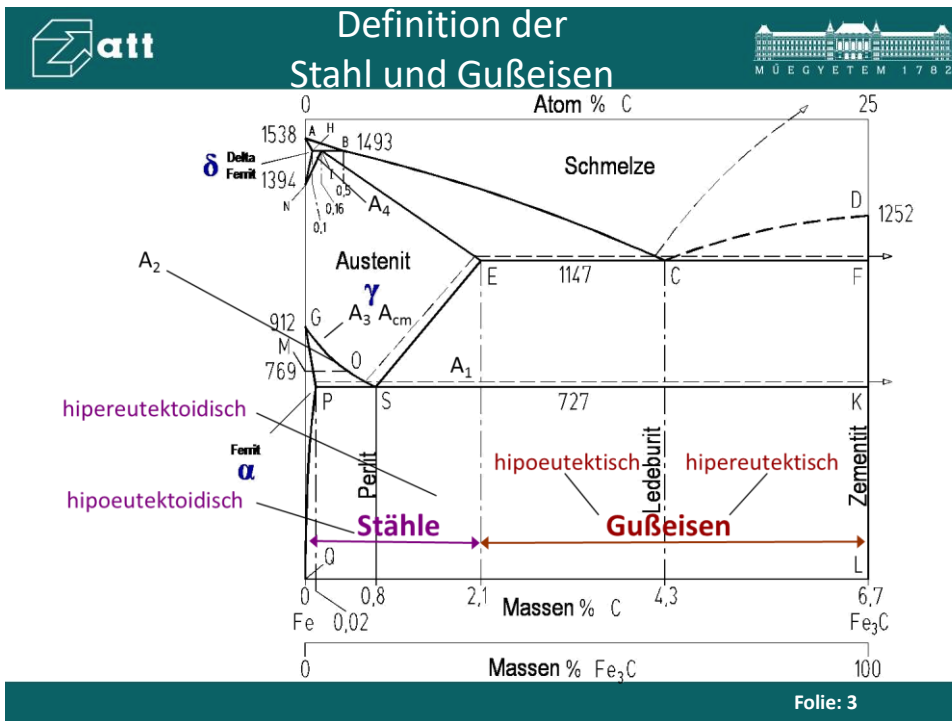 att
Definition der
Stahl und Gußeisen
MŰEGYETEM 1782
0 Atom % C 25
1538 A H
B 1493
δ Delta
Ferrit
Schmelze
1394
N
I
0,5
0,16
0,1
A4
D
1252
A2
Austenit
γ
E 1147 C F
912 G
A3 Acm
M
O
769
A1
P S 727 K
hipereutektoidisch
Ferrit
α
Perlit
hipoeutektisch
Ledeburit
hipereutektisch
Zementit
hipoeutektoidisch
Stähle
Gußeisen
Q L
0 0,8 2,1 Massen % C 4,3 6,7
Fe 0,02 Fe3C
0 Massen % Fe3C 100
Folie: 3